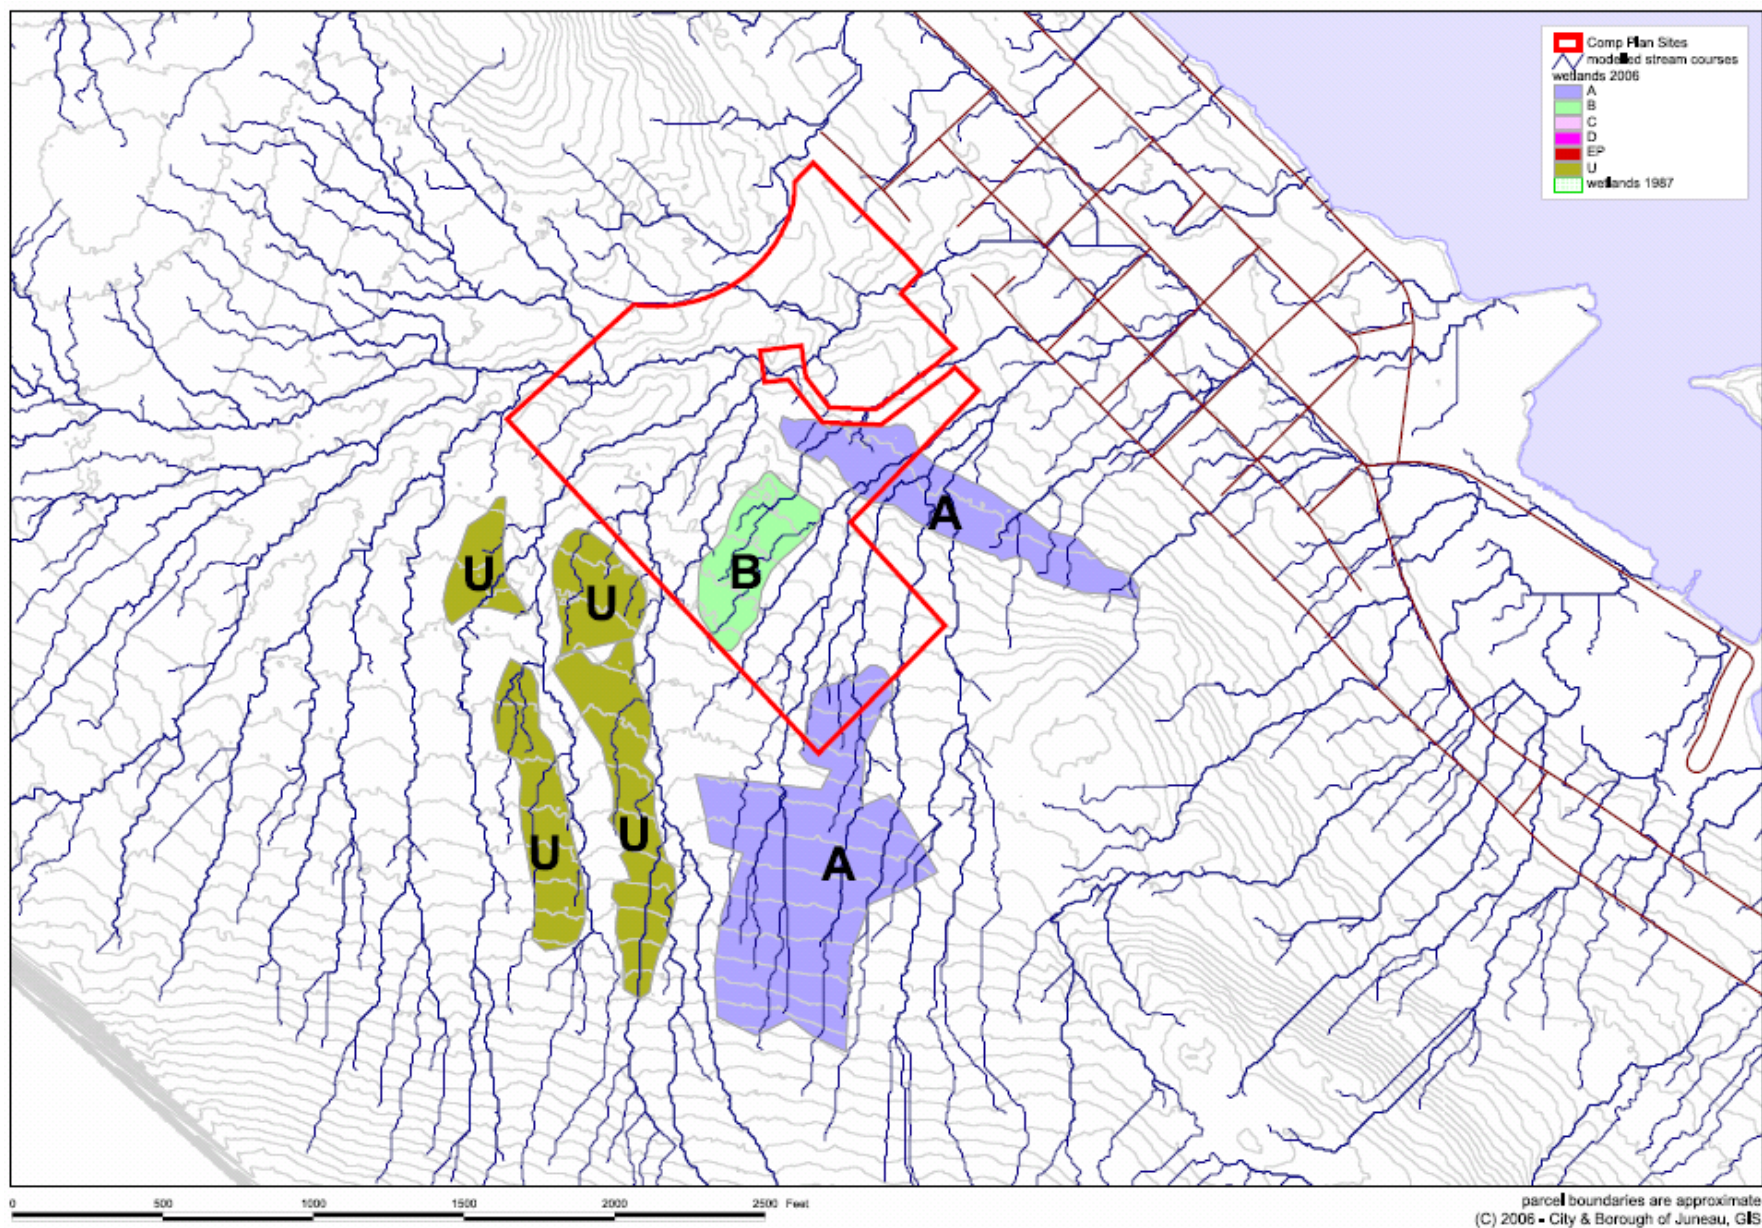 Comp Plan Sites
modelled stream courses
wetlands 2006
A
B
C
D
EP
U
wetlands 1987
A
B
U
U
U
U
A
0 500 1000 1500 2000 2500 Feet
parcel boundaries are approximate
(C) 2006 - City & Borough of Juneau, GIS